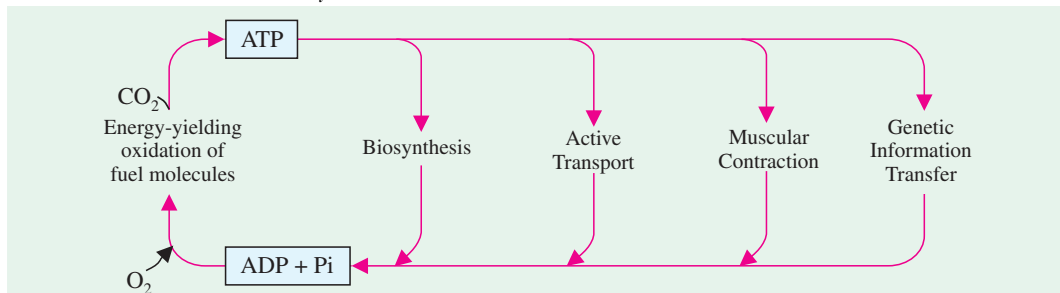 ATP
CO₂
Energy-yielding
oxidation of
fuel molecules
Biosynthesis
Active
Transport
Muscular
Contraction
Genetic
Information
Transfer
O₂
ADP + Pi